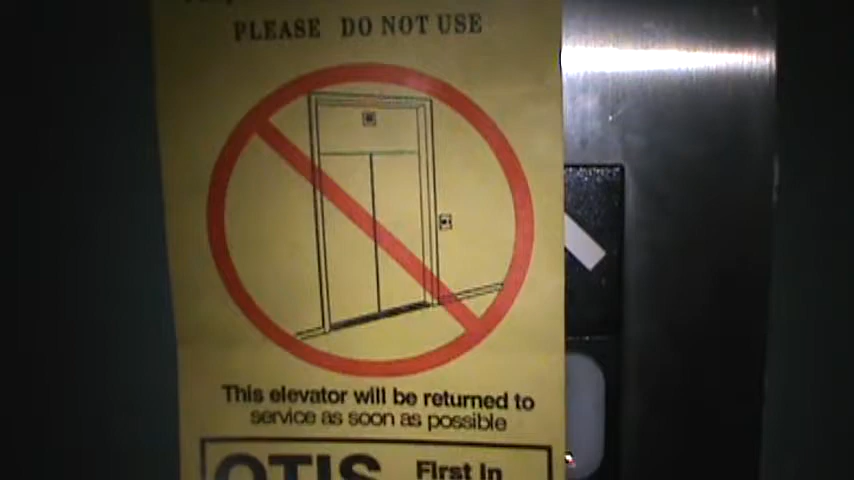 PLEASE DO NOT USE
This elevator will be returned to
service as soon as possible
OTIS First in